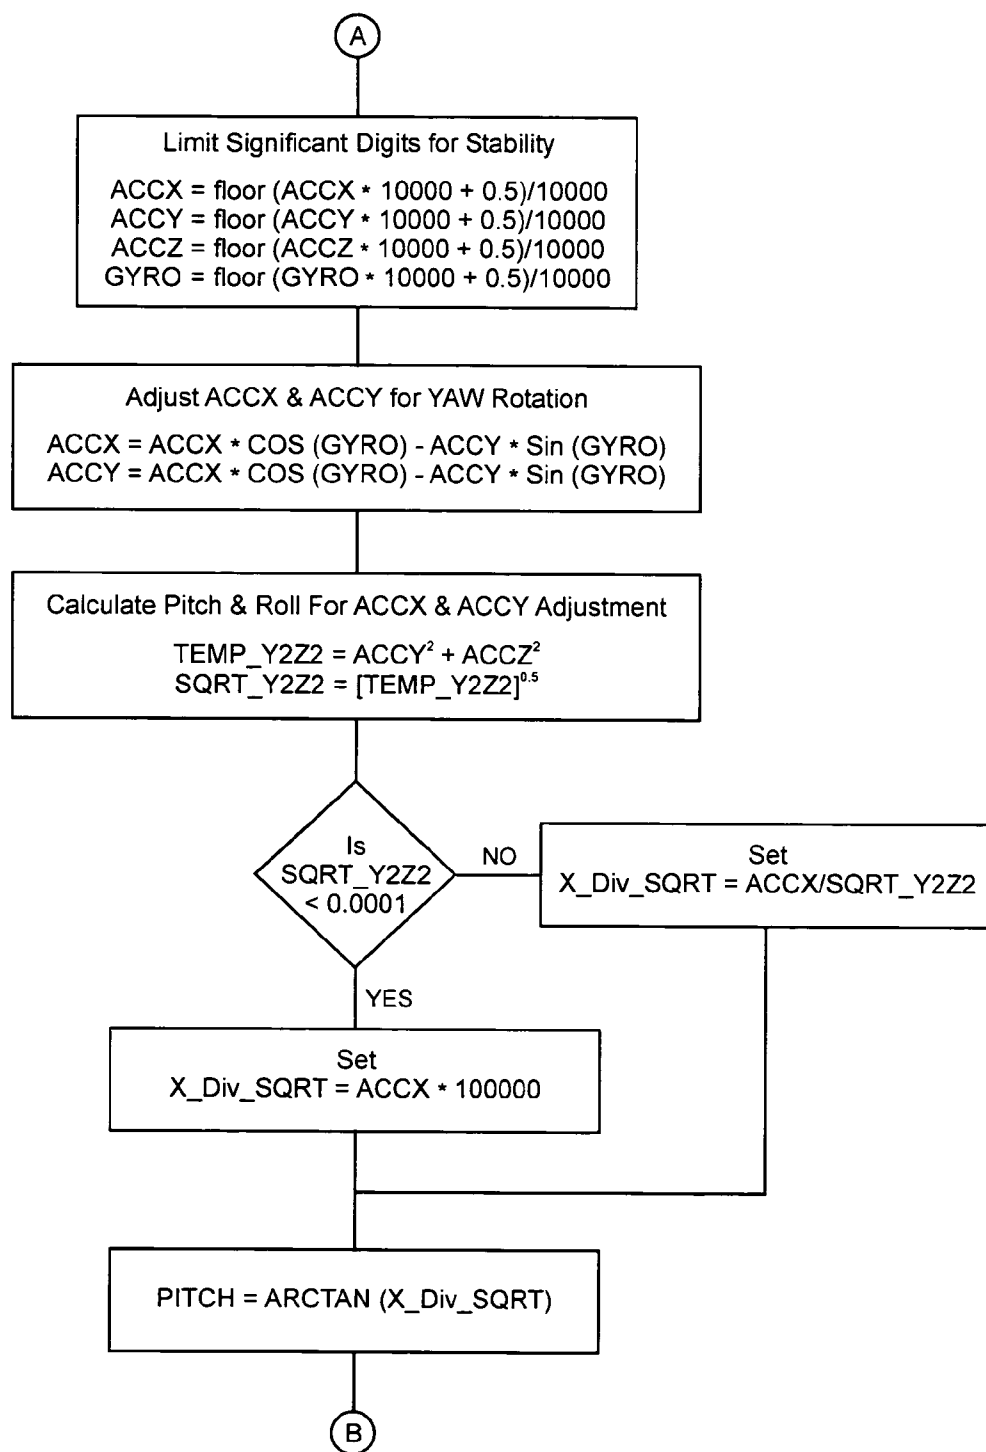 A
Limit Significant Digits for Stability
ACCX = floor (ACCX * 10000 + 0.5)/10000
ACCY = floor (ACCY * 10000 + 0.5)/10000
ACCZ = floor (ACCZ * 10000 + 0.5)/10000
GYRO = floor (GYRO * 10000 + 0.5)/10000
Adjust ACCX & ACCY for YAW Rotation
ACCX = ACCX * COS (GYRO) - ACCY * Sin (GYRO)
ACCY = ACCX * COS (GYRO) - ACCY * Sin (GYRO)
Calculate Pitch & Roll For ACCX & ACCY Adjustment
TEMP_Y2Z2 = ACCY² + ACCZ²
SQRT_Y2Z2 = [TEMP_Y2Z2]^0.5
Is
SQRT_Y2Z2
< 0.0001
NO
Set
X_Div_SQRT = ACCX/SQRT_Y2Z2
YES
Set
X_Div_SQRT = ACCX * 100000
PITCH = ARCTAN (X_Div_SQRT)
B